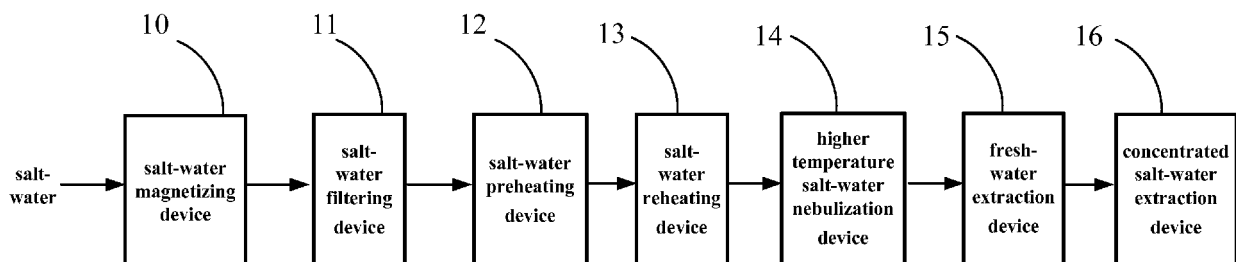 10
11
12
13
14
15
16
salt-
water
salt-water
magnetizing
device
salt-
water
filtering
device
salt-water
preheating
device
salt-
water
reheating
device
higher
temperature
salt-water
nebulization
device
fresh-
water
extraction
device
concentrated
salt-water
extraction
device